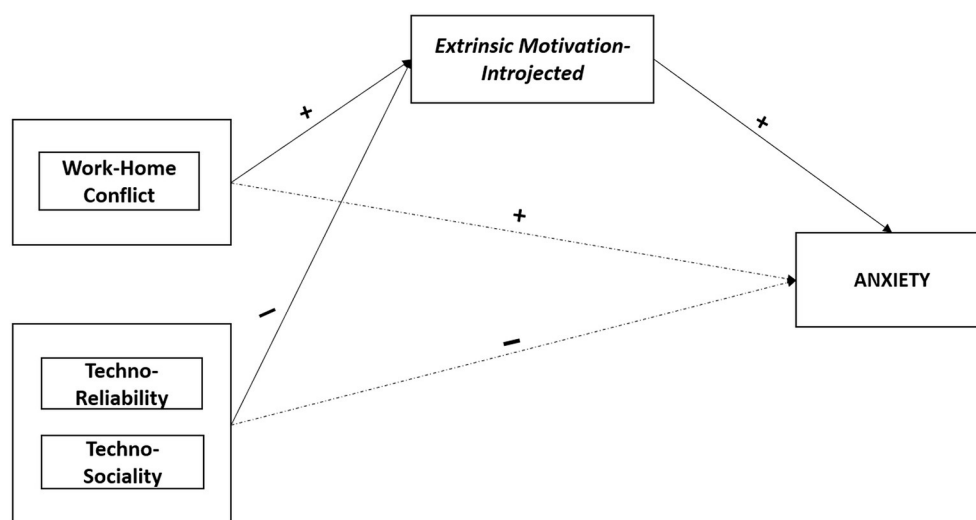 Extrinsic Motivation-
Introjected
+
+
Work-Home
Conflict
+
ANXIETY
–
–
Techno-
Reliability
Techno-
Sociality